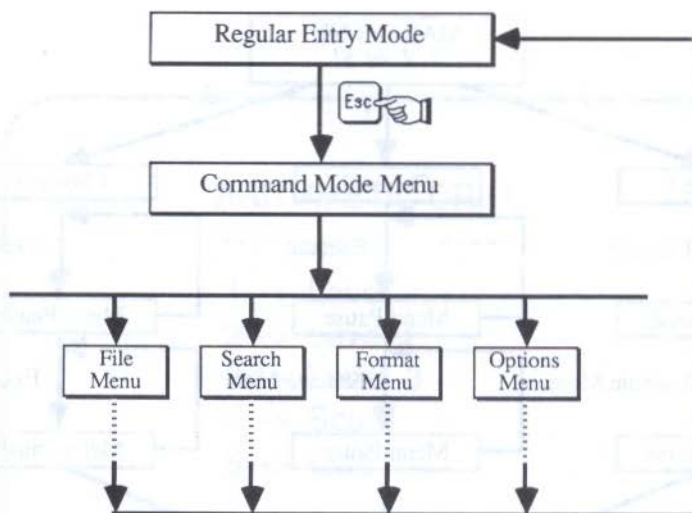 Regular Entry Mode
Esc
Command Mode Menu
File
Menu
Search
Menu
Format
Menu
Options
Menu